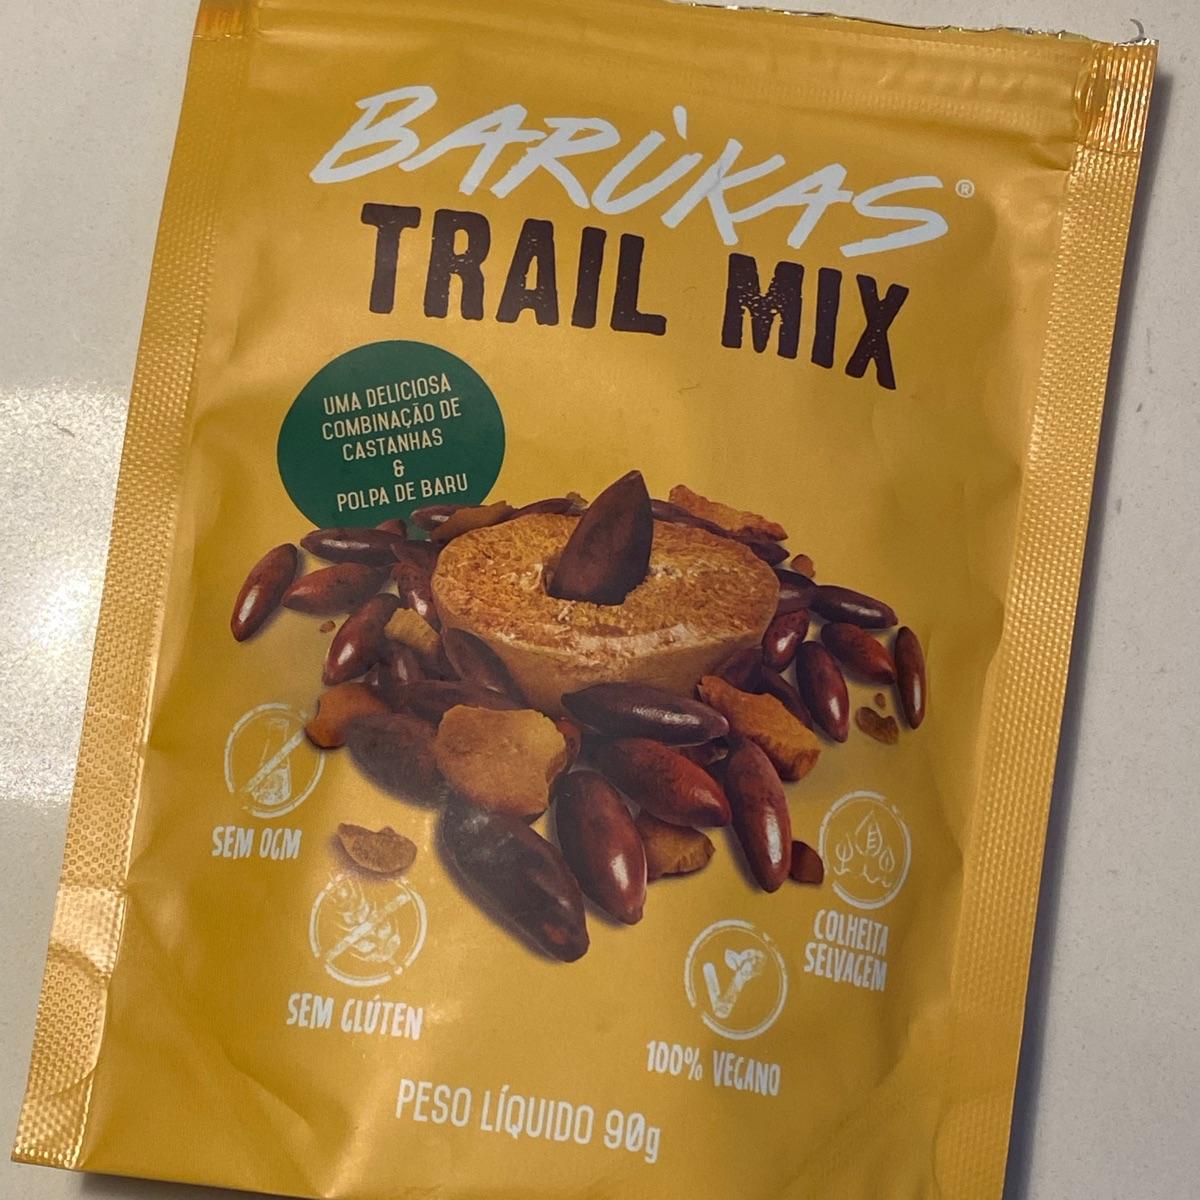 BARÙKAS®
TRAIL MIX
UMA DELICIOSA
COMBINAÇÃO DE
CASTANHAS
&
POLPA DE BARU
SEM OGM
SEM GLÚTEN
COLHEITA
SELVAGEM
100% VEGANO
PESO LÍQUIDO 90g